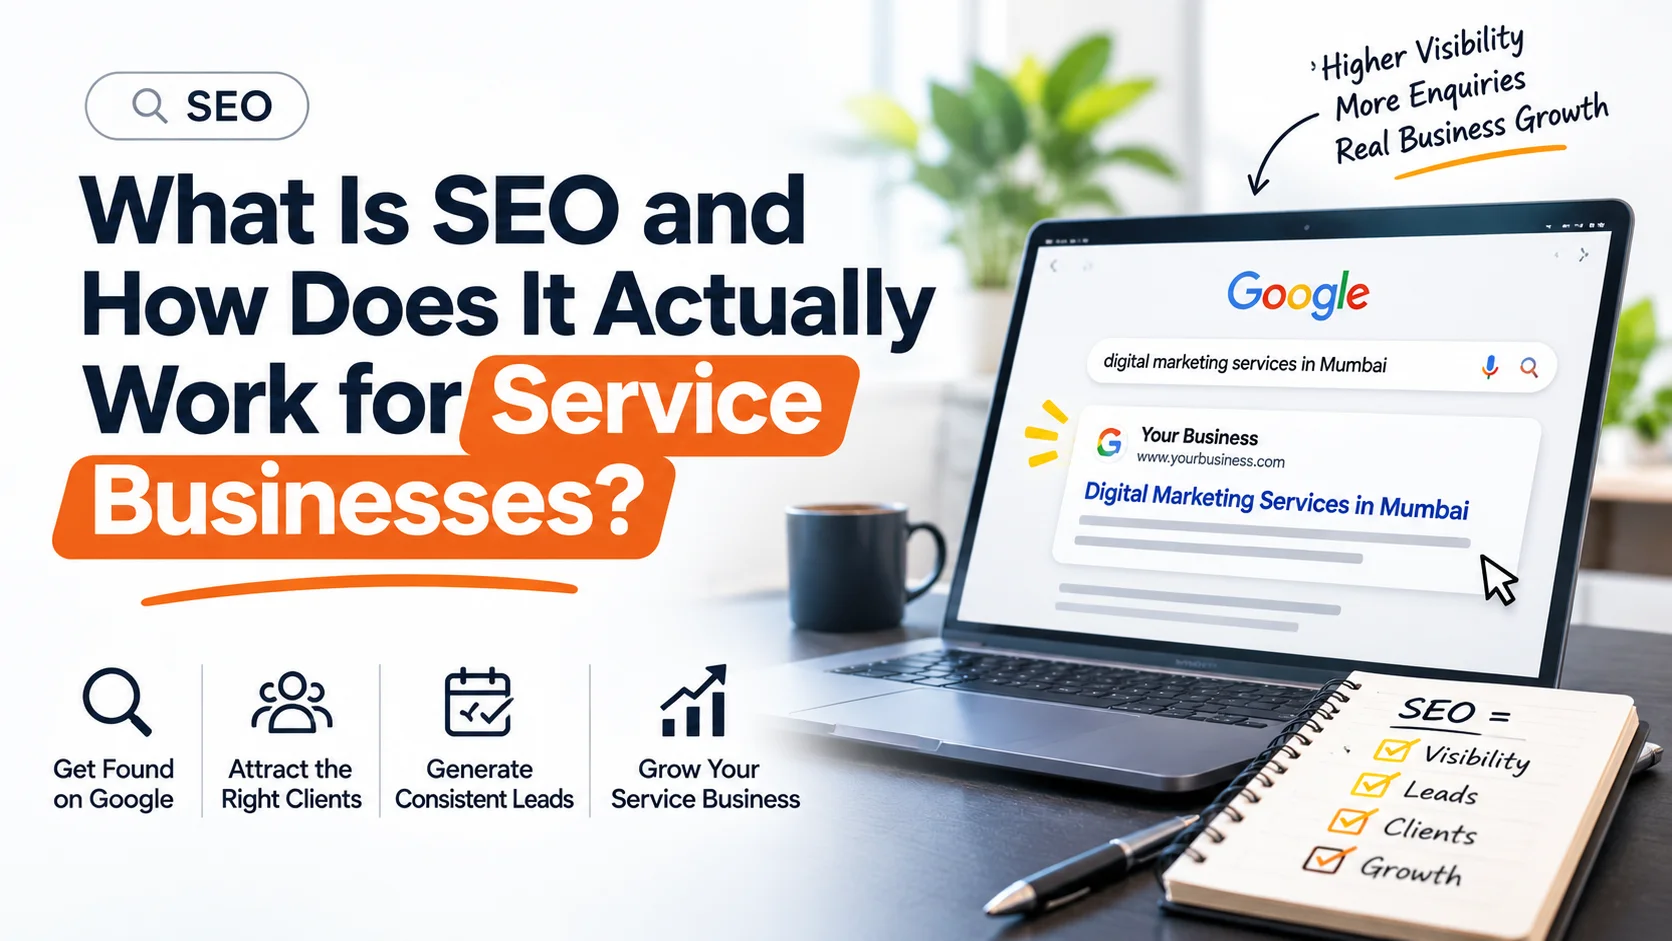 SEO
What Is SEO and
How Does It Actually
Work for Service
Businesses?
Get Found
on Google
Attract the
Right Clients
Generate
Consistent Leads
Grow Your
Service Business
Higher Visibility
More Enquiries
Real Business Growth
Google
digital marketing services in Mumbai
G
Your Business
www.yourbusiness.com
Digital Marketing Services in Mumbai
SEO =
Visibility
Leads
Clients
Growth